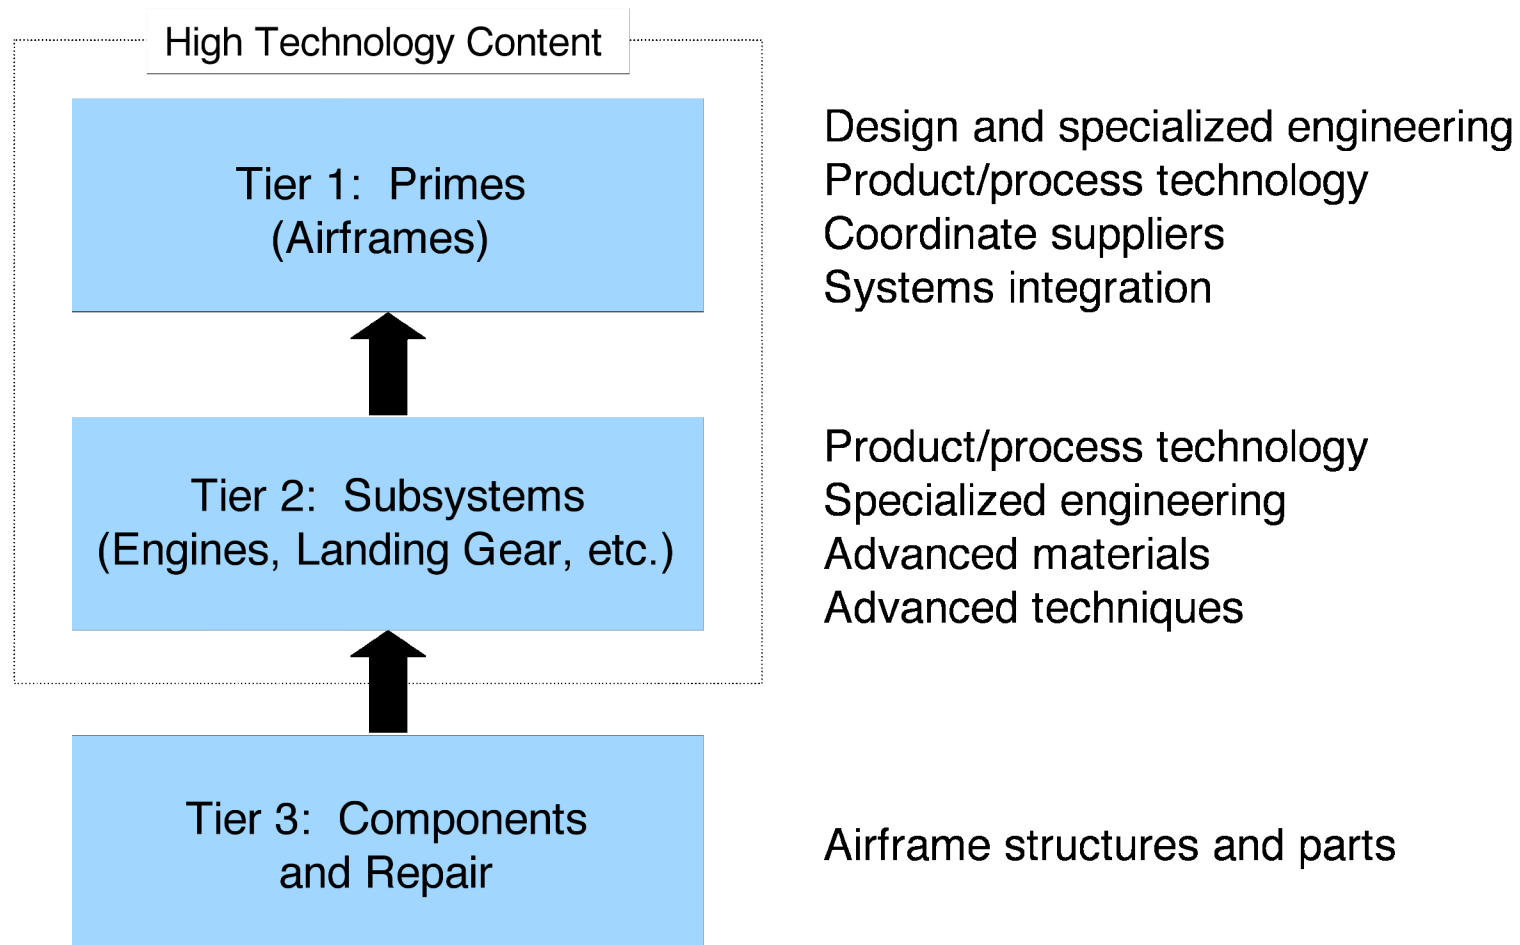 High Technology Content
Tier 1: Primes
(Airframes)
Design and specialized engineering
Product/process technology
Coordinate suppliers
Systems integration
Tier 2: Subsystems
(Engines, Landing Gear, etc.)
Product/process technology
Specialized engineering
Advanced materials
Advanced techniques
Tier 3: Components
and Repair
Airframe structures and parts